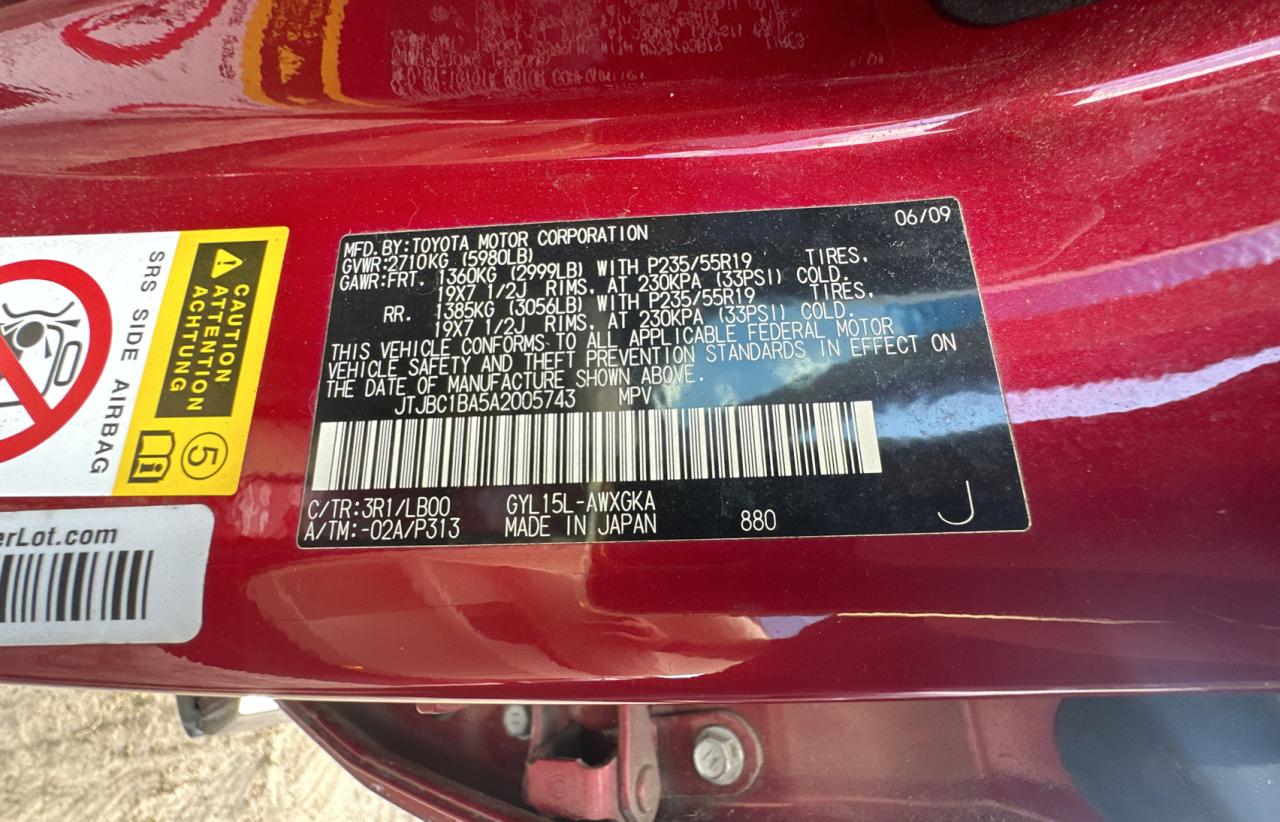 06/09
MFD. BY: TOYOTA MOTOR CORPORATION
GVWR: 2710KG (5980LB)
GAWR: FRT. 1360KG (2999LB) WITH P235/55R19 TIRES,
19X7 1/2J RIMS, AT 230KPA (33PSI) COLD.
RR. 1385KG (3056LB) WITH P235/55R19 TIRES,
19X7 1/2J RIMS, AT 230KPA (33PSI) COLD.
THIS VEHICLE CONFORMS TO ALL APPLICABLE FEDERAL MOTOR
VEHICLE SAFETY AND THEFT PREVENTION STANDARDS IN EFFECT ON
THE DATE OF MANUFACTURE SHOWN ABOVE.
JTJBC1BA5A2005743 MPV
C/TR: 3R1/LB00 GYL15L-AWXGKA
A/TM: -02A/P313 MADE IN JAPAN 880 J
CAUTION
ATTENTION
ACHTUNG
SRS SIDE AIRBAG
5
erLot.com